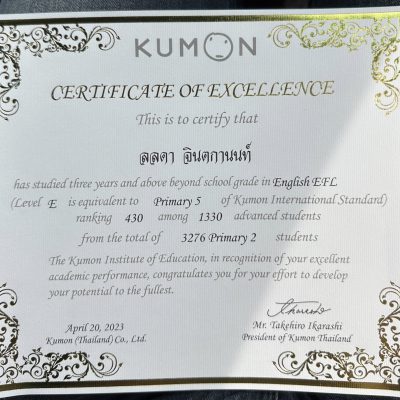 KUMON
CERTIFICATE OF EXCELLENCE
This is to certify that
ลลดา อินตกานนท์
has studied three years and above beyond school grade in English EFL
(Level E is equivalent to Primary 5 of Kumon International Standard)
ranking 430 among 1330 advanced students
from the total of 3276 Primary 2 students
The Kumon Institute of Education, in recognition of your excellent
academic performance, congratulates you for your effort to develop
your potential to the fullest.
April 20, 2023
Kumon (Thailand) Co., Ltd.
Mr. Takehiro Ikarashi
President of Kumon Thailand